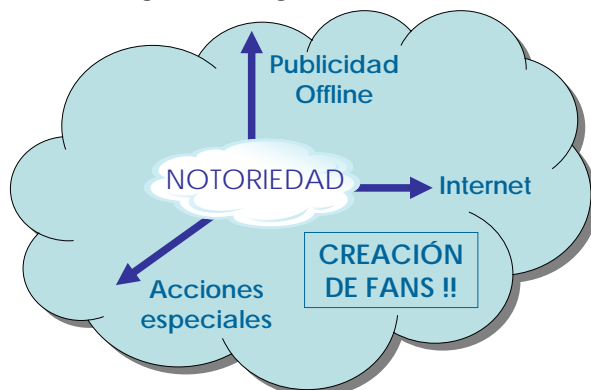 Publicidad
Offline
NOTORIEDAD
Internet
CREACIÓN
DE FANS !!
Acciones
especiales